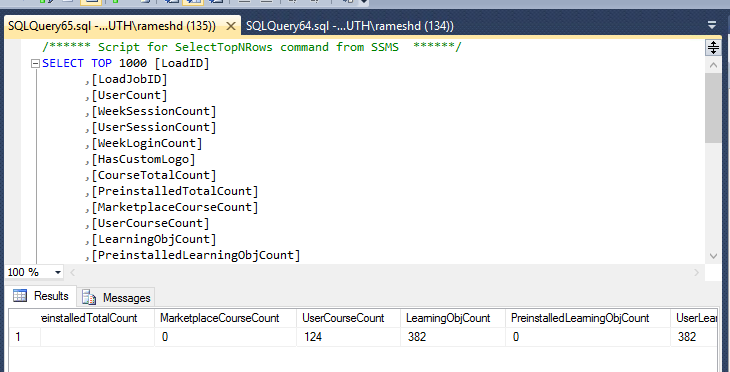 SQLQuery65.sql -...UTH\rameshd (135))
SQLQuery64.sql -...UTH\rameshd (134))
/****** Script for SelectTopNRows command from SSMS  ******/
SELECT TOP 1000 [LoadID]
,[LoadJobID]
,[UserCount]
,[WeekSessionCount]
,[UserSessionCount]
,[WeekLoginCount]
,[HasCustomLogo]
,[CourseTotalCount]
,[PreinstalledTotalCount]
,[MarketplaceCourseCount]
,[UserCourseCount]
,[LearningObjCount]
,[PreinstalledLearningObjCount]
100 %
Results Messages
einstalledTotalCount MarketplaceCourseCount UserCourseCount LearningObjCount PreinstalledLearningObjCount UserLear
1 0 124 382 0 382